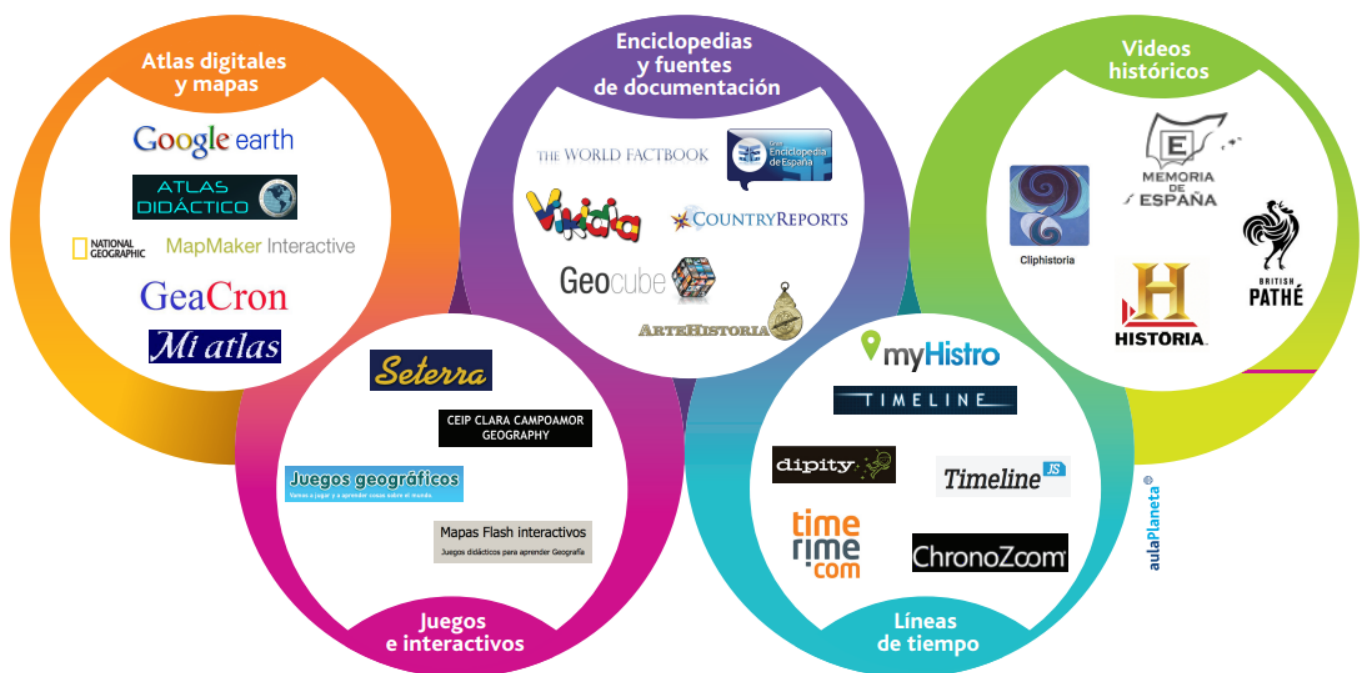 Atlas digitales
y mapas
Google earth
ATLAS
DIDÁCTICO
NATIONAL
GEOGRAPHIC
MapMaker Interactive
GeaCron
Mi atlas
Enciclopedias
y fuentes
de documentación
THE WORLD FACTBOOK
Gran
Enciclopedia
de España
Vikidia
COUNTRYREPORTS
Geocube
ARTEHISTORIA
Videos
históricos
E
MEMORIA
DE
ESPAÑA
Cliphistoria
H
HISTORIA
BRITISH
PATHÉ
Seterra
CEIP CLARA CAMPOAMOR
GEOGRAPHY
Juegos geográficos
Vamos a jugar y a aprender cosas sobre el mundo
Mapas Flash interactivos
Juegos didácticos para aprender Geografía
Juegos
e interactivos
myHistro
TIMELINE
dipity
Timeline JS
time
rime
com
ChronoZoom
Líneas
de tiempo
aulaPlaneta